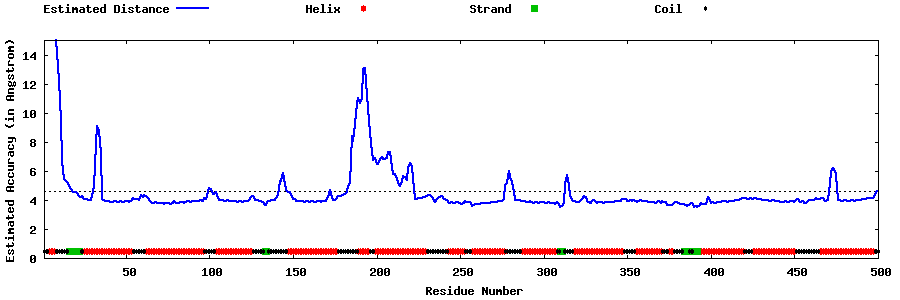 Estimated Distance Helix Strand Coil
Estimated Accuracy (in Angstrom)
14
12
10
8
6
4
2
0
50 100 150 200 250 300 350 400 450 500
Residue Number